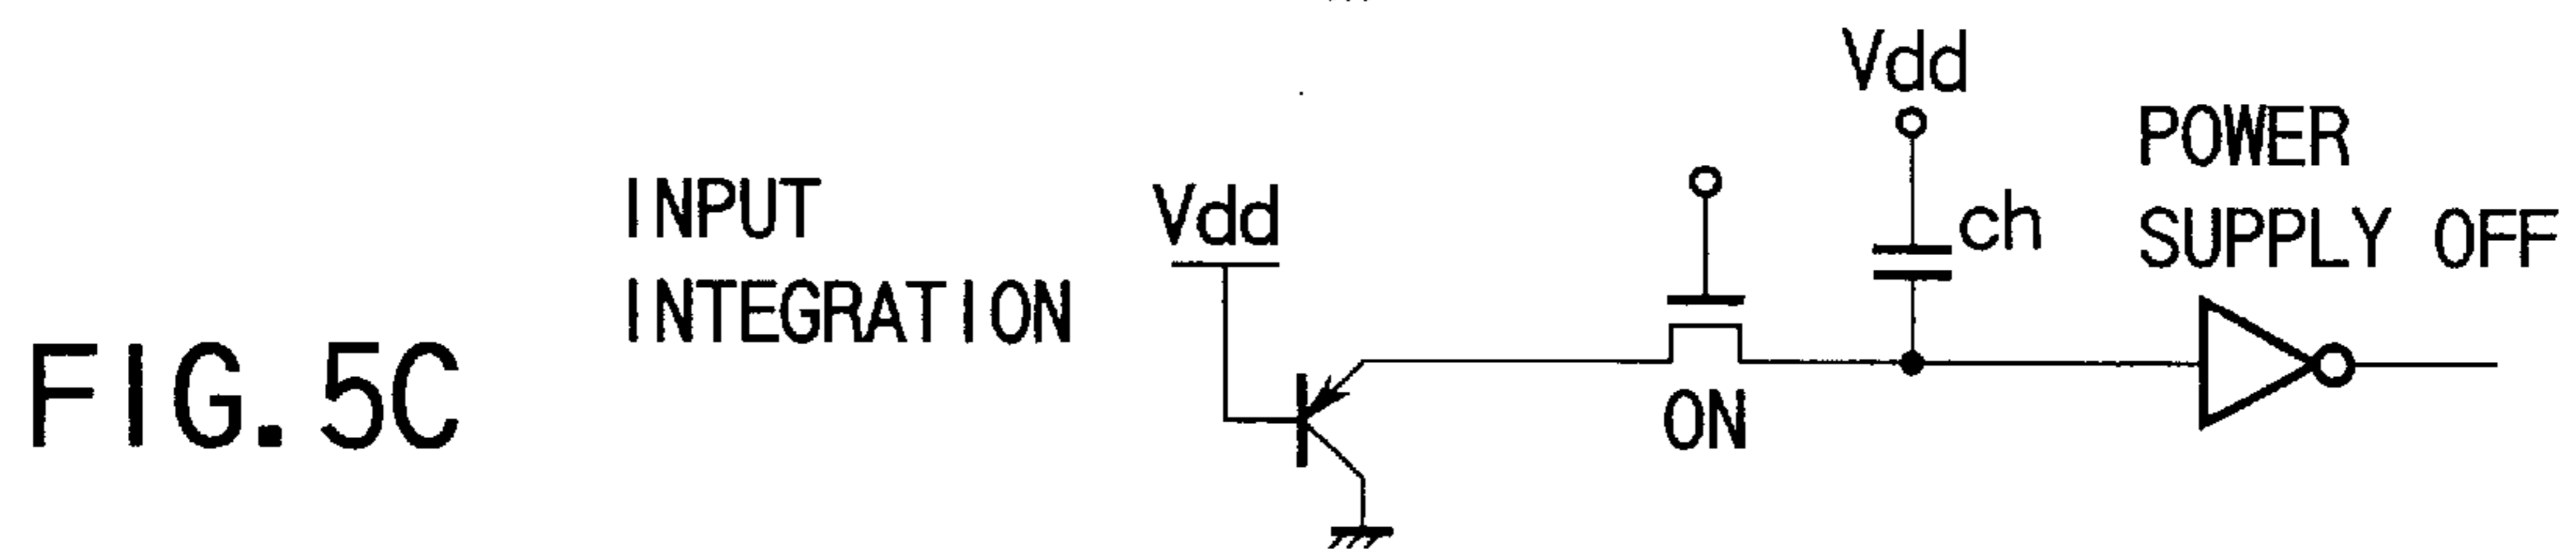 FIG. 5C
INPUT
INTEGRATION
Vdd
ON
Vdd
ch
POWER
SUPPLY OFF